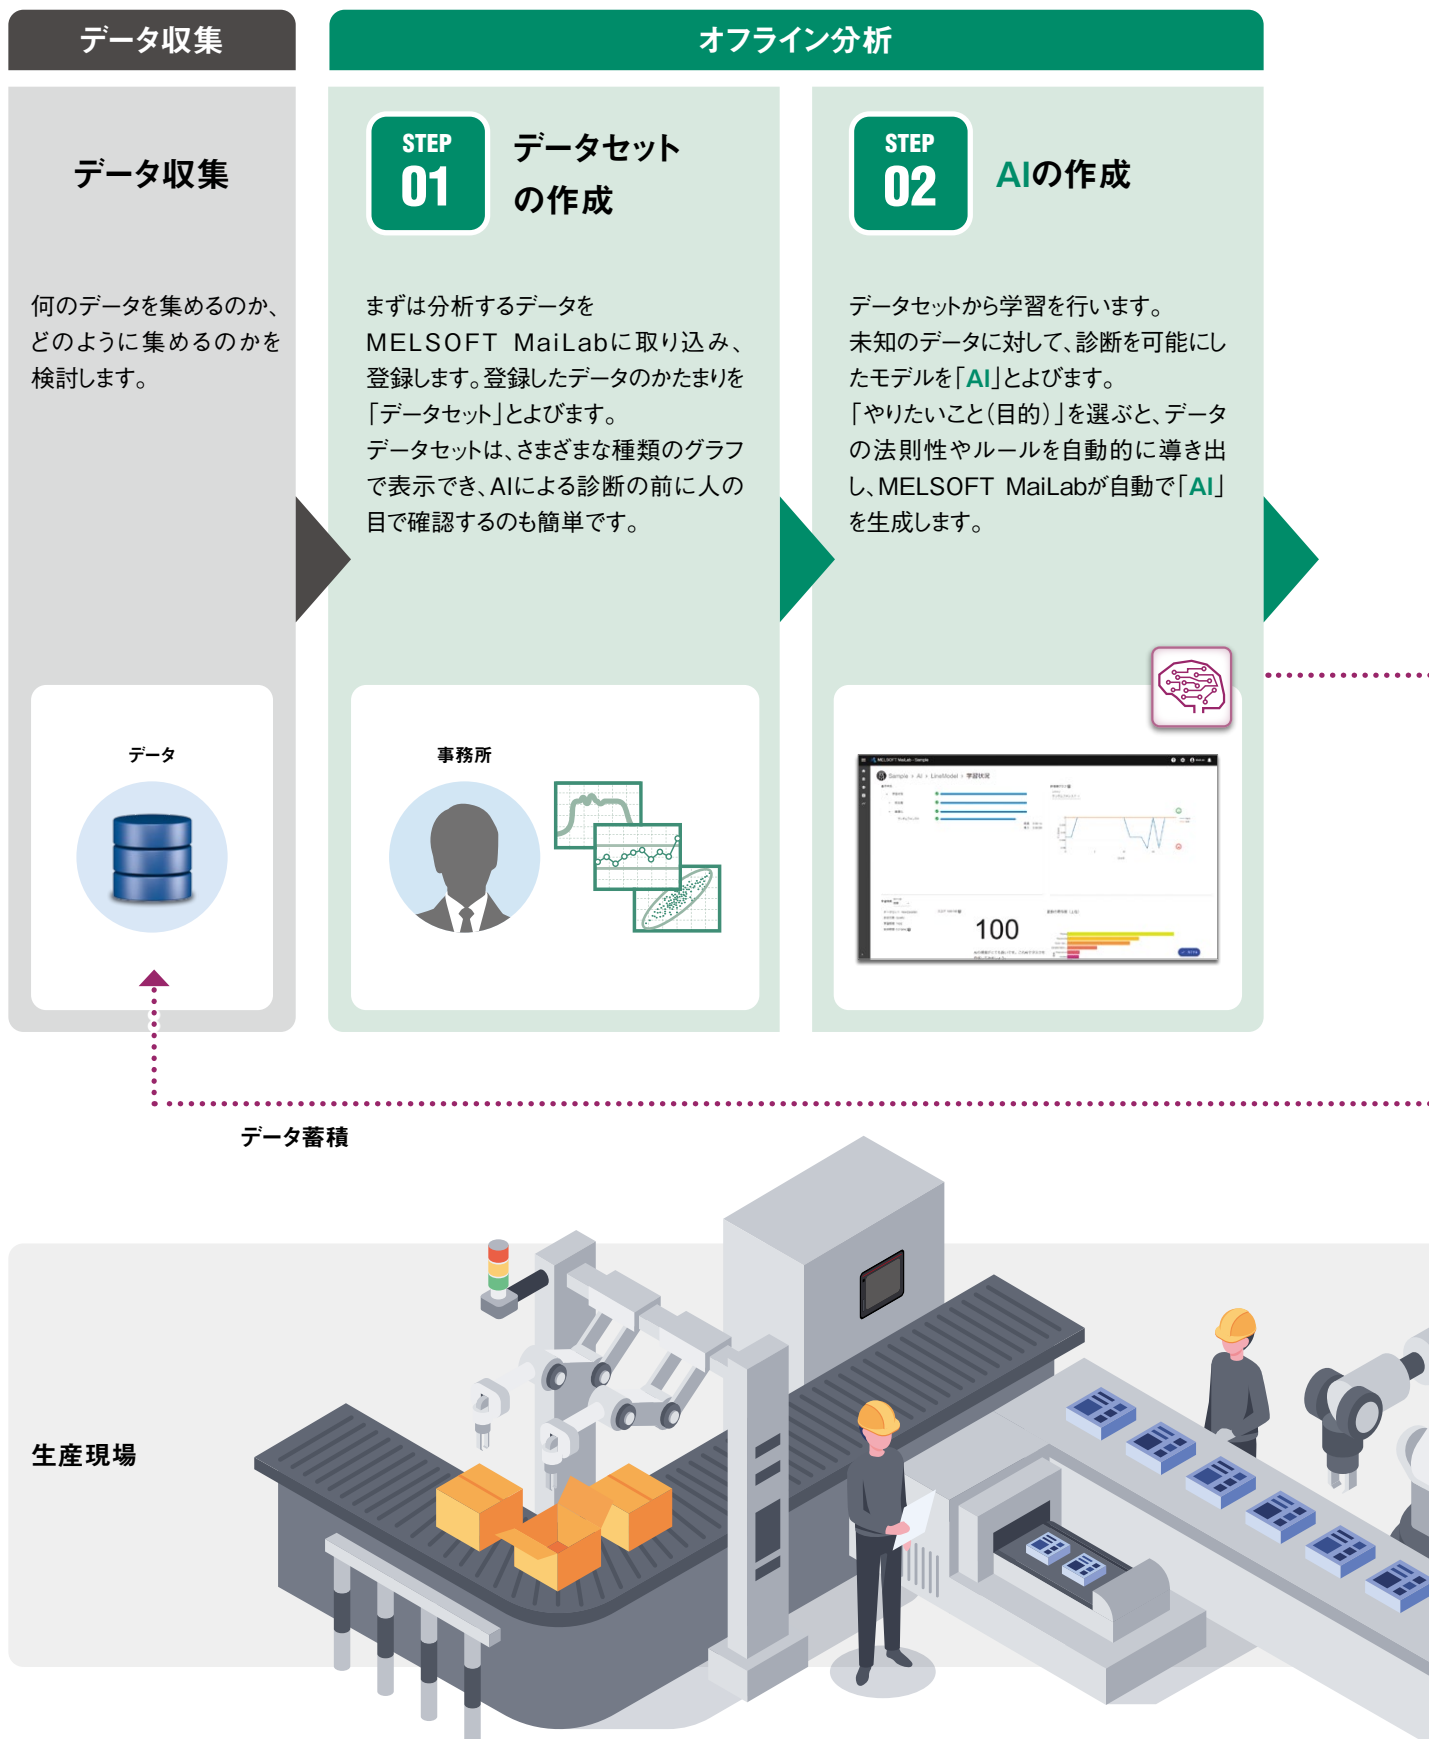 データ収集
オフライン分析
データ収集
何のデータを集めるのか、
どのように集めるのかを
検討します。
データ
STEP
01
データセット
の作成
まずは分析するデータを
MELSOFT MaiLabに取り込み、
登録します。登録したデータのかたまりを
「データセット」とよびます。
データセットは、さまざまな種類のグラフ
で表示でき、AIによる診断の前に人の
目で確認するのも簡単です。
事務所
STEP
02
AIの作成
データセットから学習を行います。
未知のデータに対して、診断を可能にし
たモデルを「AI」とよびます。
「やりたいこと(目的)」を選ぶと、データ
の法則性やルールを自動的に導き出
し、MELSOFT MaiLabが自動で「AI」
を生成します。
MELSOFT MaiLab - Sample
Sample > AI > LineModel > 学習状況
100
データ蓄積
生産現場